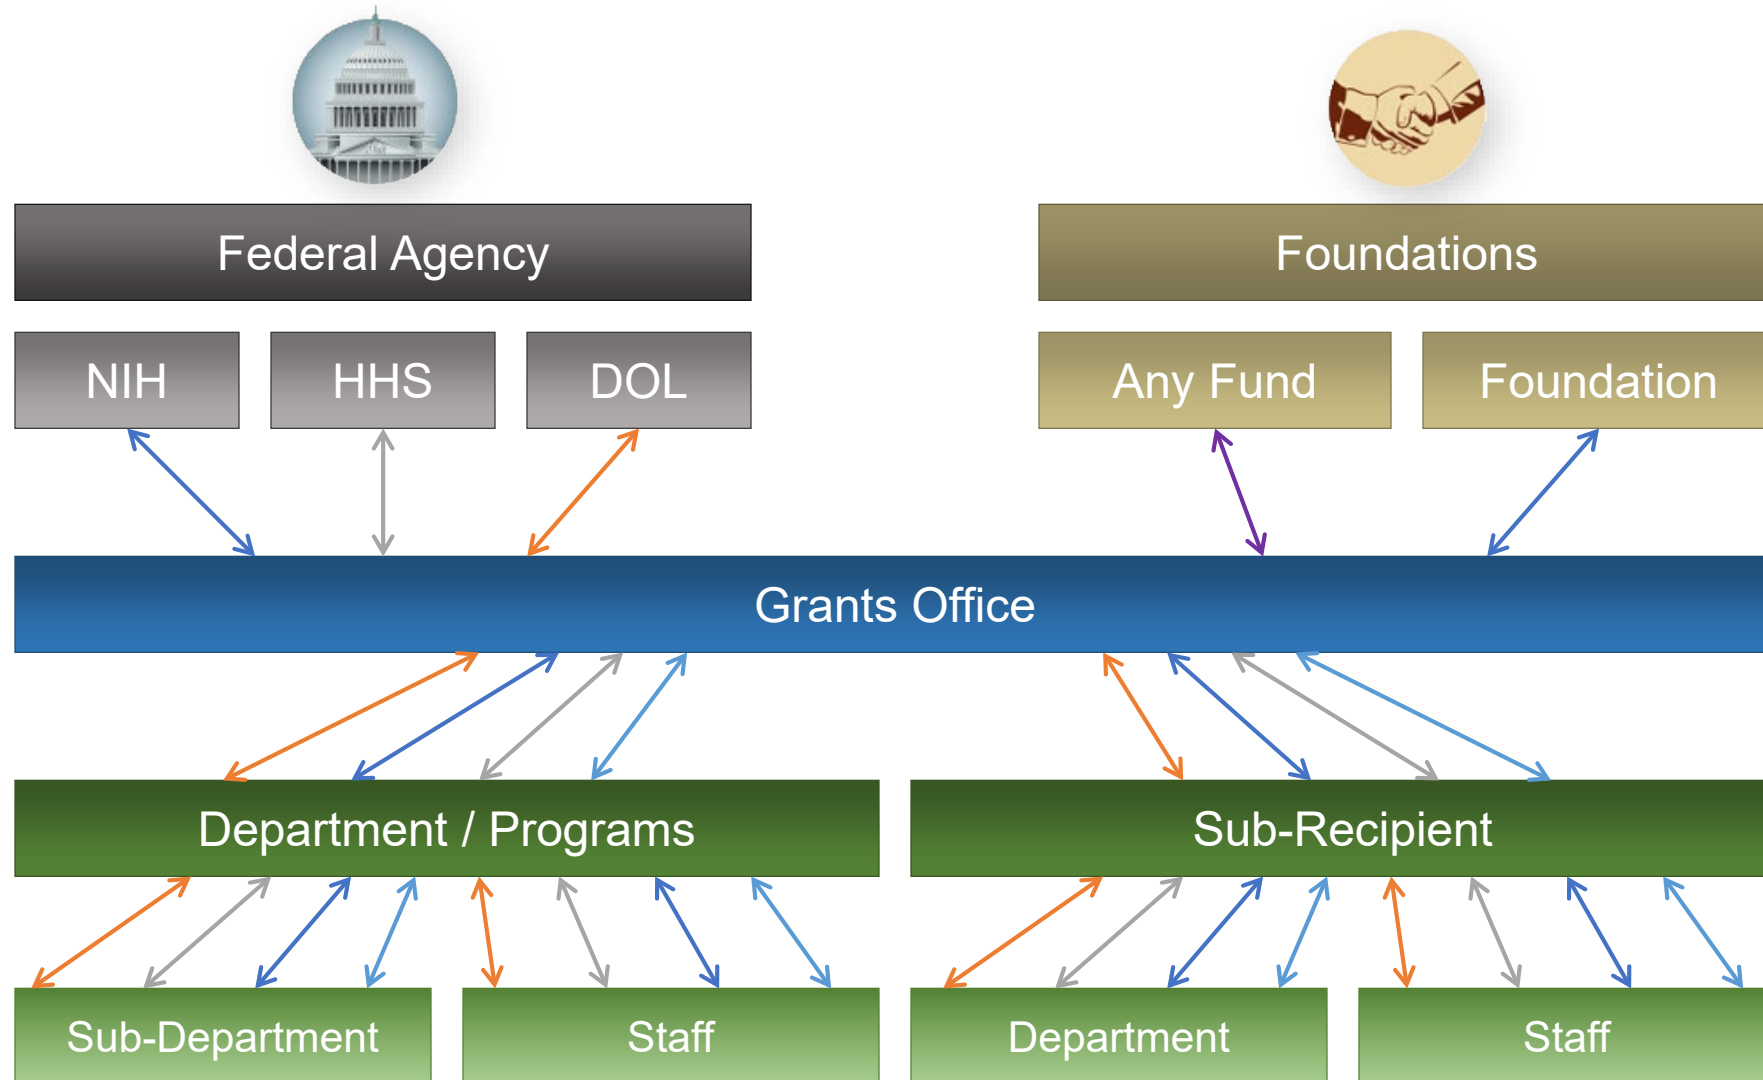 Federal Agency
Foundations
NIH
HHS
DOL
Any Fund
Foundation
Grants Office
Department / Programs
Sub-Recipient
Sub-Department
Staff
Department
Staff